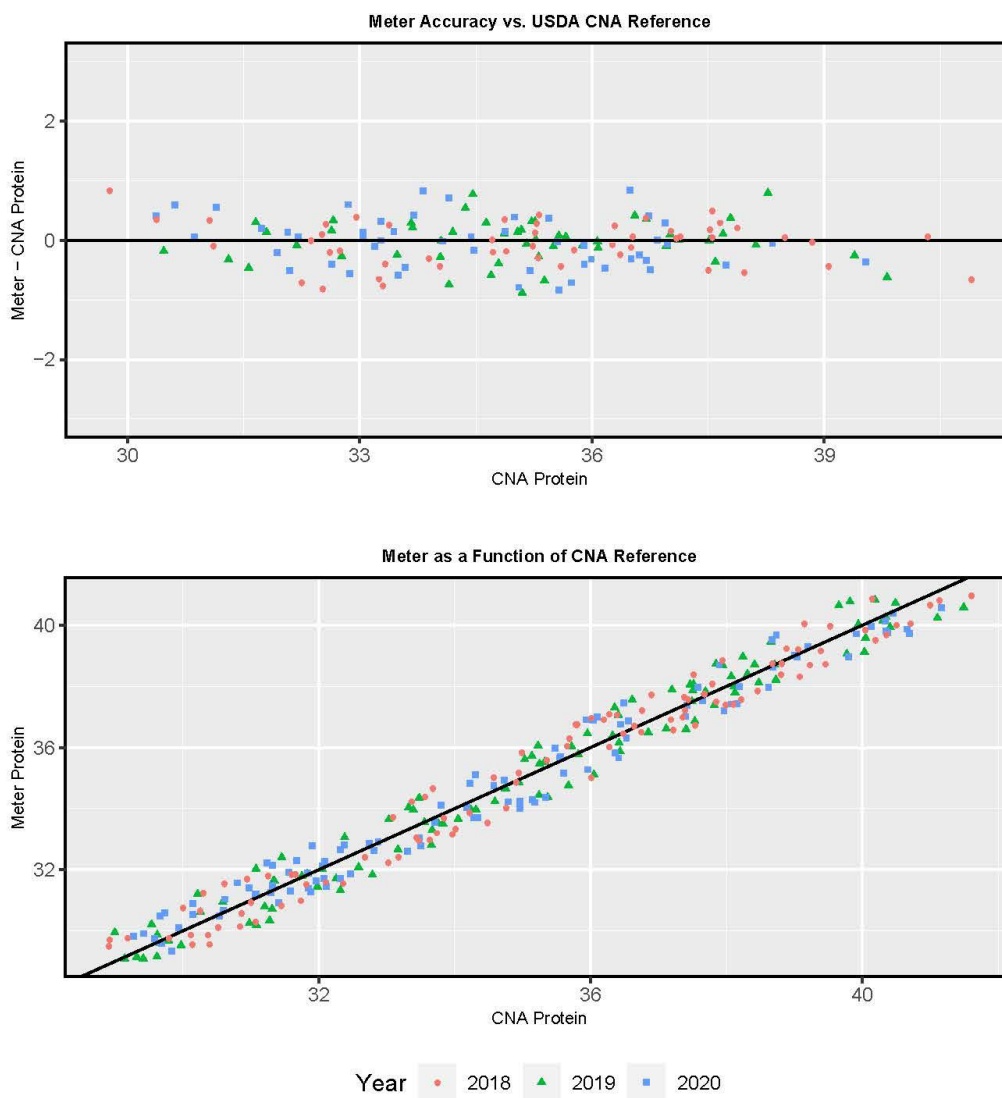 Meter Accuracy vs. USDA CNA Reference
2
0
−2
Meter − CNA Protein
30 33 36 39
CNA Protein
Meter as a Function of CNA Reference
40
36
32
Meter Protein
32 36 40
CNA Protein
Year 2018 2019 2020